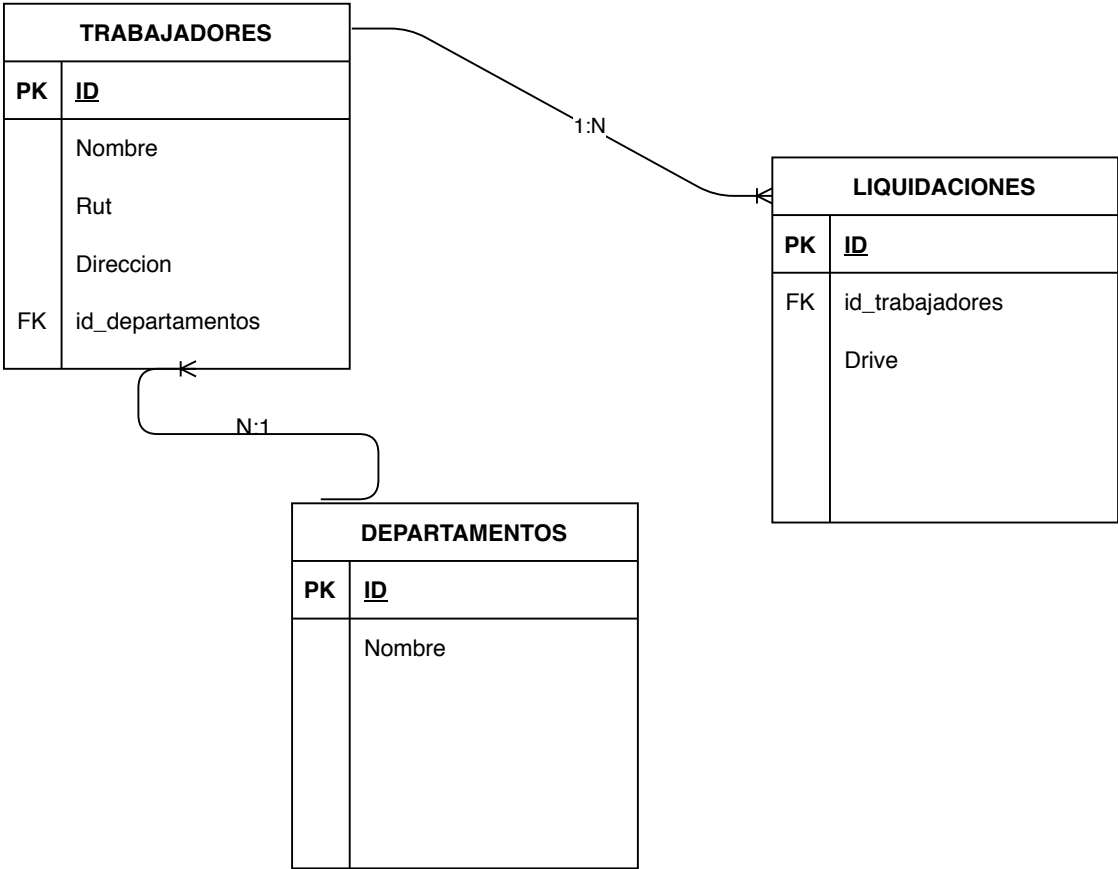 TRABAJADORES
PK ID
Nombre
Rut
Direccion
FK id_departamentos
1:N
LIQUIDACIONES
PK ID
FK id_trabajadores
Drive
N:1
DEPARTAMENTOS
PK ID
Nombre